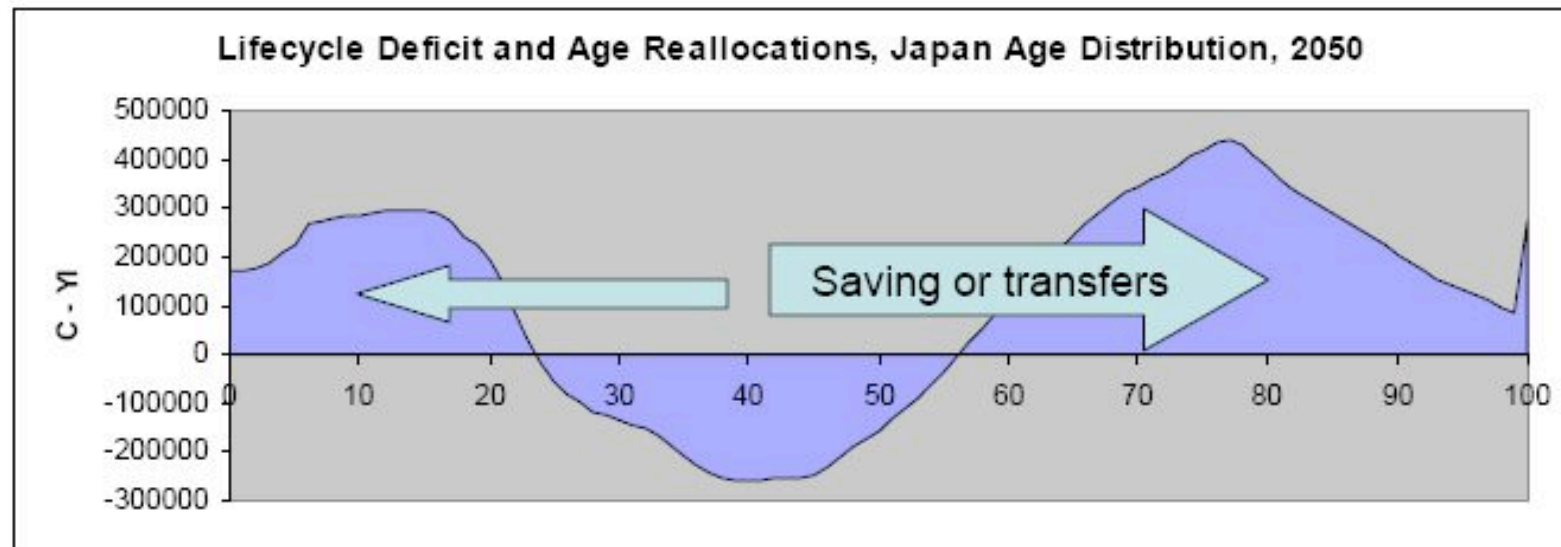 Lifecycle Deficit and Age Reallocations, Japan Age Distribution, 2050
500000
400000
300000
200000
100000
0
-100000
-200000
-300000
C - Yl
Saving or transfers
0 10 20 30 40 50 60 70 80 90 100